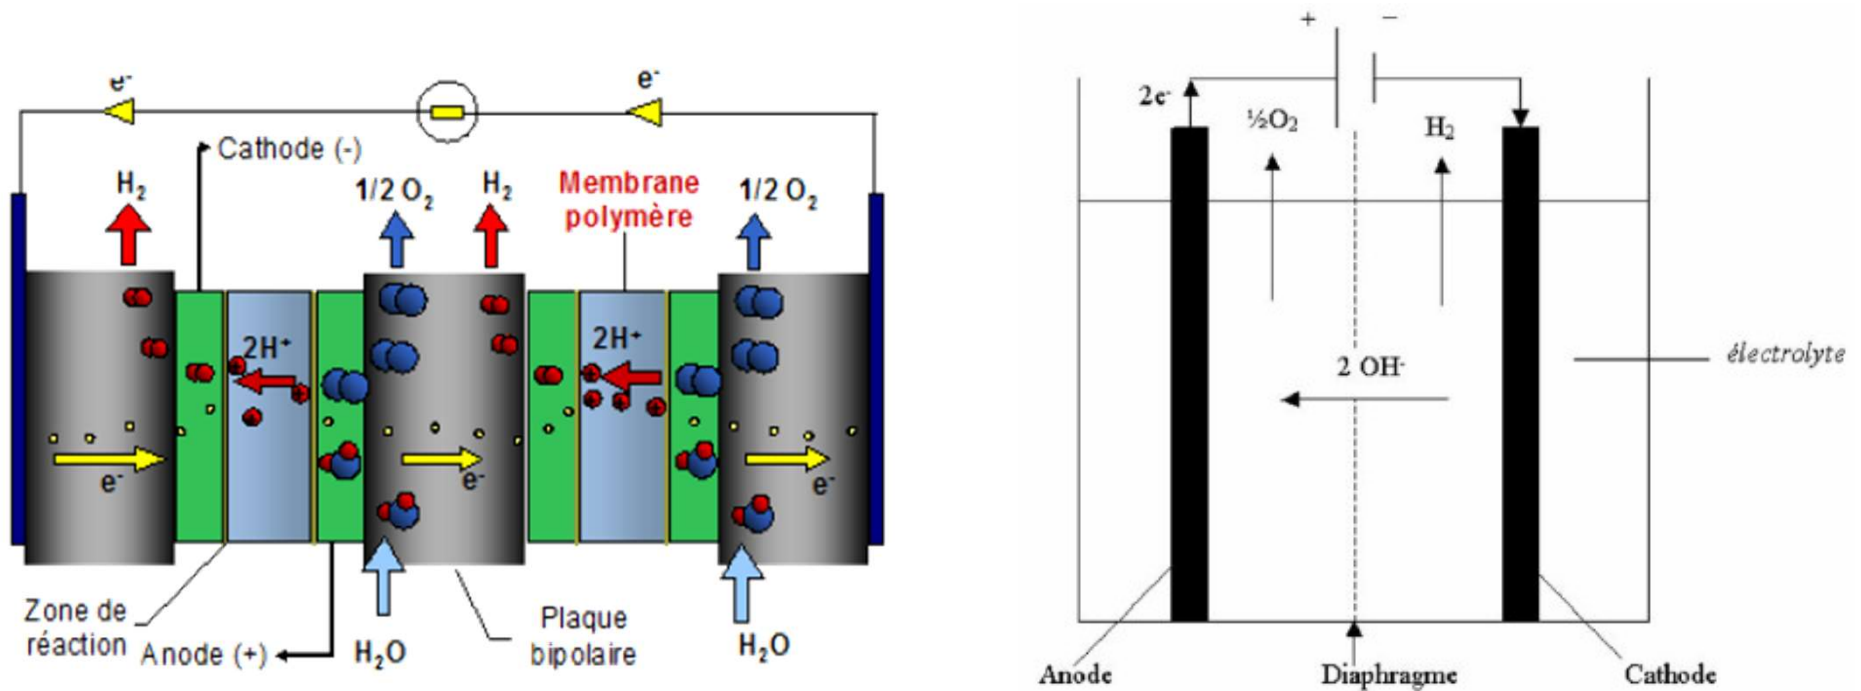 e⁻
e⁻
Cathode (-)
H₂
1/2 O₂
H₂
Membrane
polymère
1/2 O₂
2H⁺
2H⁺
e⁻
e⁻
e⁻
Zone de
réaction
Anode (+)
H₂O
Plaque
bipolaire
H₂O
+
−
2e⁻
½O₂
H₂
électrolyte
2 OH⁻
Anode
Diaphragme
Cathode